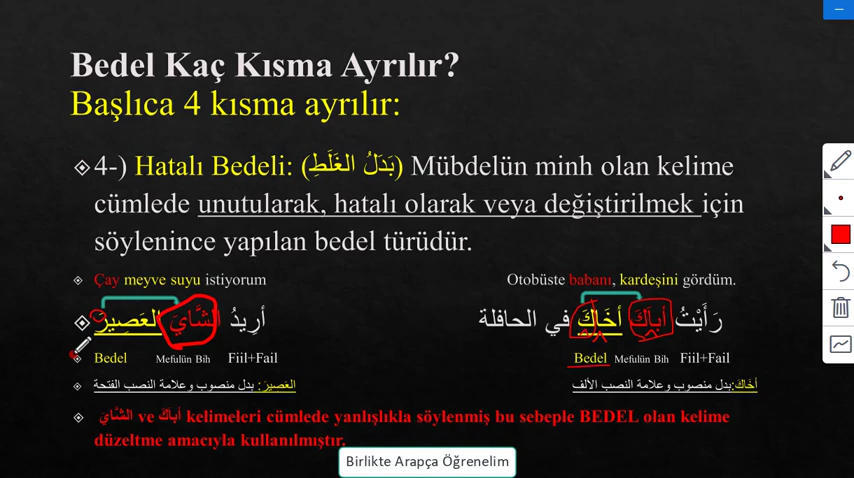 Bedel Kaç Kısma Ayrılır?
Başlıca 4 kısma ayrılır:
4-) Hatalı Bedeli: (بَدَلُ الغَلَطِ) Mübdelün minh olan kelime
cümlede unutularak, hatalı olarak veya değiştirilmek için
söylenince yapılan bedel türüdür.
Çay meyve suyu istiyorum
Otobüste babanı, kardeşini gördüm.
أرِيدُ الشَّايَ العَصِيرَ
رَأَيْتُ أَبَاكَ أخَاكَ في الحافلة
Bedel Mefulün Bih Fiil+Fail
Bedel Mefulün Bih Fiil+Fail
العَصِيرَ: بدل منصوب وعلامة النصب الفتحة
أخَاكَ:بدل منصوب وعلامة النصب الألف
الشَّايَ ve أباكَ kelimeleri cümlede yanlışlıkla söylenmiş bu sebeple BEDEL olan kelime
düzeltme amacıyla kullanılmıştır.
Birlikte Arapça Öğrenelim